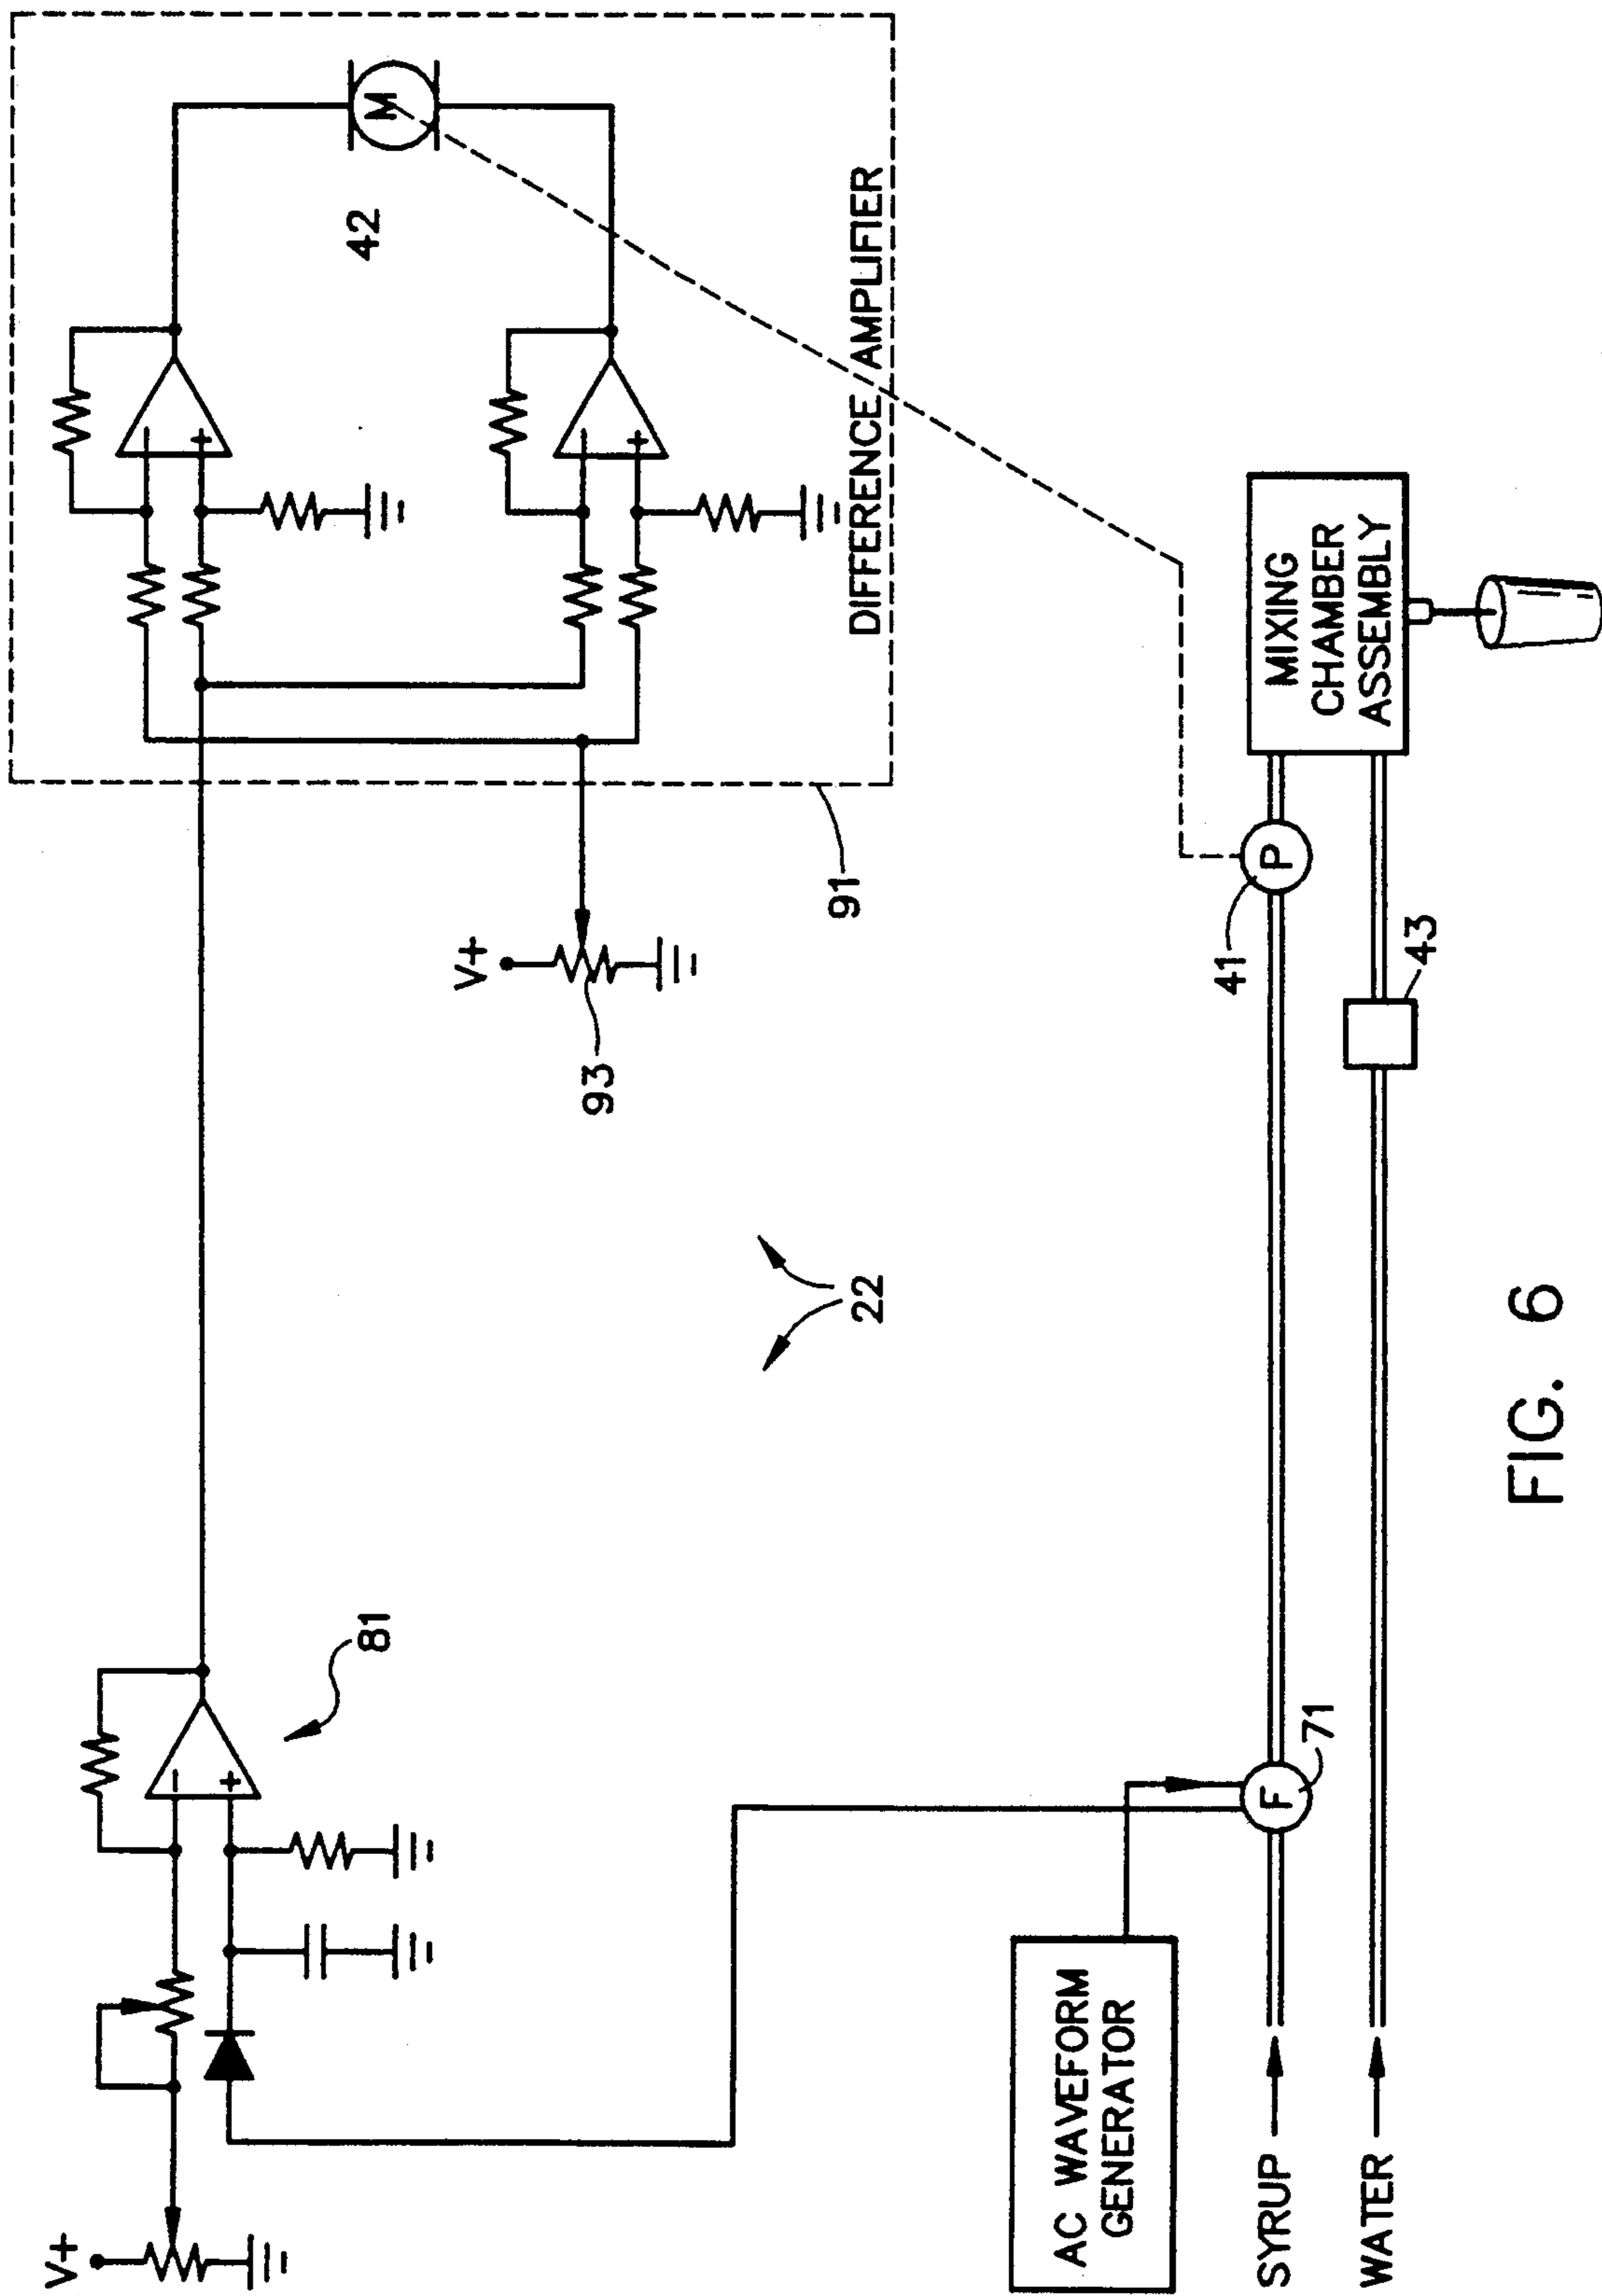 V+
81
−
+
V+
93
91
−
+
−
+
M
42
DIFFERENCE/AMPLIFIER
22
AC WAVEFORM
GENERATOR
SYRUP
WATER
F
71
P
41
43
MIXING
CHAMBER
ASSEMBLY
FIG. 6